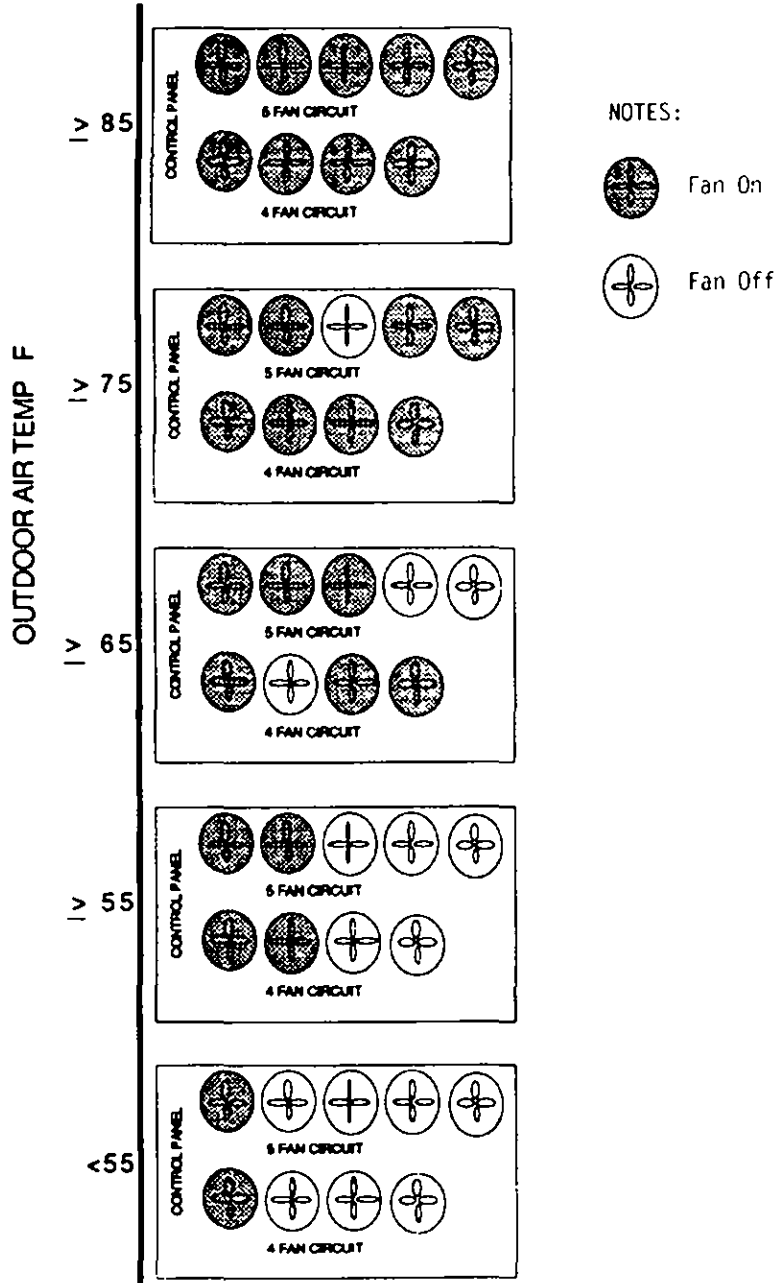 OUTDOOR AIR TEMP F
≥ 85
CONTROL PANEL
5 FAN CIRCUIT
4 FAN CIRCUIT
NOTES:
Fan On
Fan Off
≥ 75
CONTROL PANEL
5 FAN CIRCUIT
4 FAN CIRCUIT
≥ 65
CONTROL PANEL
5 FAN CIRCUIT
4 FAN CIRCUIT
≥ 55
CONTROL PANEL
5 FAN CIRCUIT
4 FAN CIRCUIT
<55
CONTROL PANEL
5 FAN CIRCUIT
4 FAN CIRCUIT